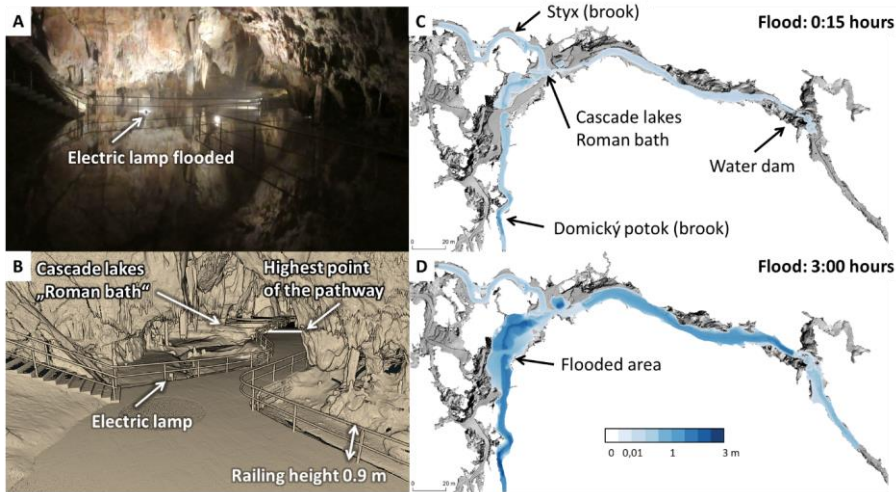 A
Electric lamp flooded
B
Cascade lakes
„Roman bath“
Highest point
of the pathway
Electric lamp
Railing height 0.9 m
C
Styx (brook)
Flood: 0:15 hours
Cascade lakes
Roman bath
Water dam
Domický potok (brook)
0 20 m
D
Flood: 3:00 hours
Flooded area
0 0,01 1 3 m
0 20 m